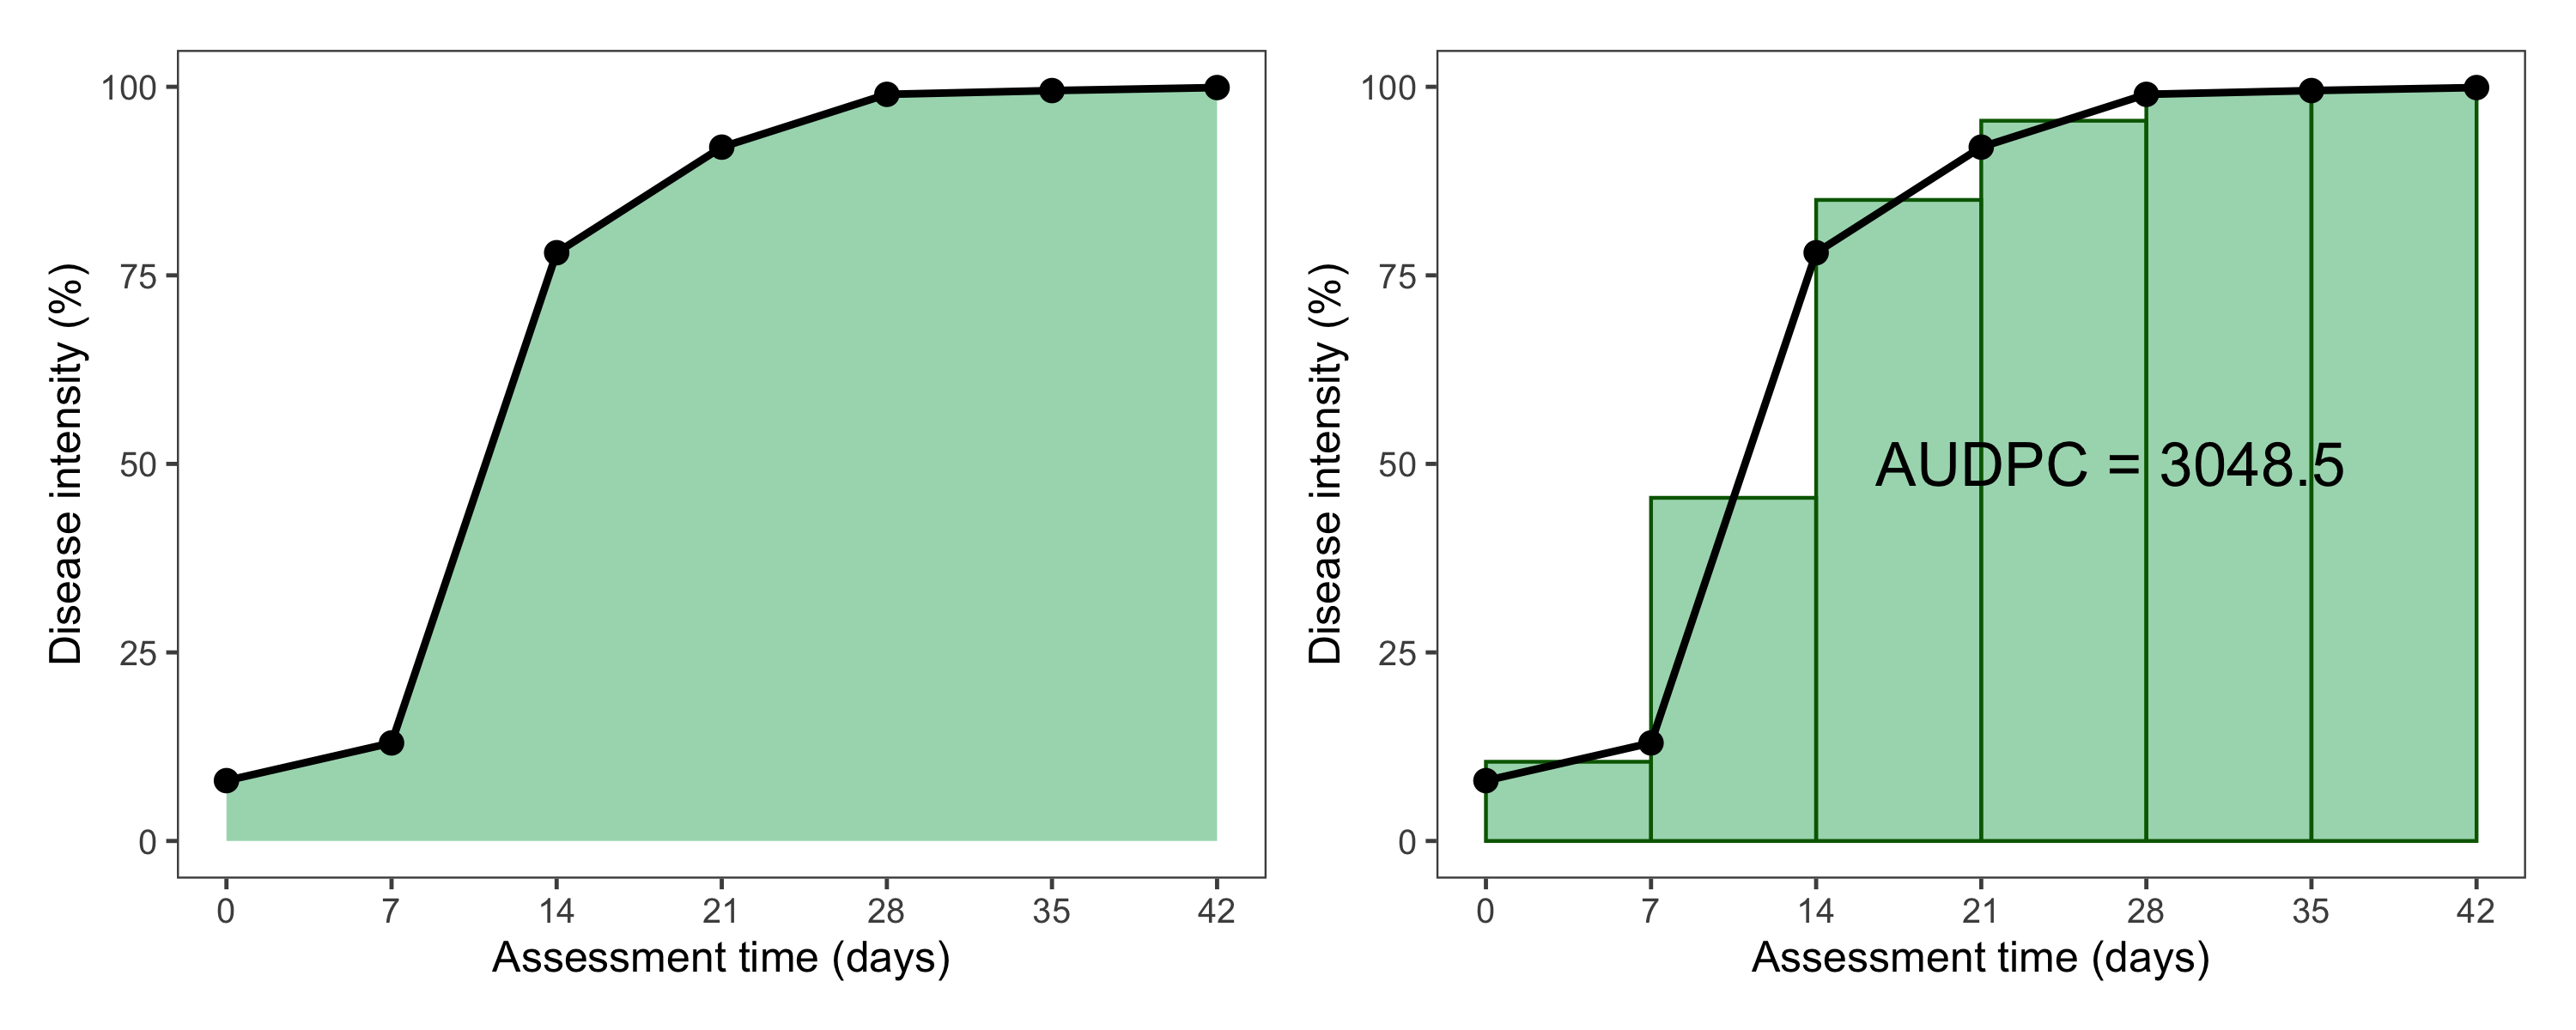 100
75
50
25
0
Disease intensity (%)
0 7 14 21 28 35 42
Assessment time (days)
100
75
50
25
0
Disease intensity (%)
AUDPC = 3048.5
0 7 14 21 28 35 42
Assessment time (days)